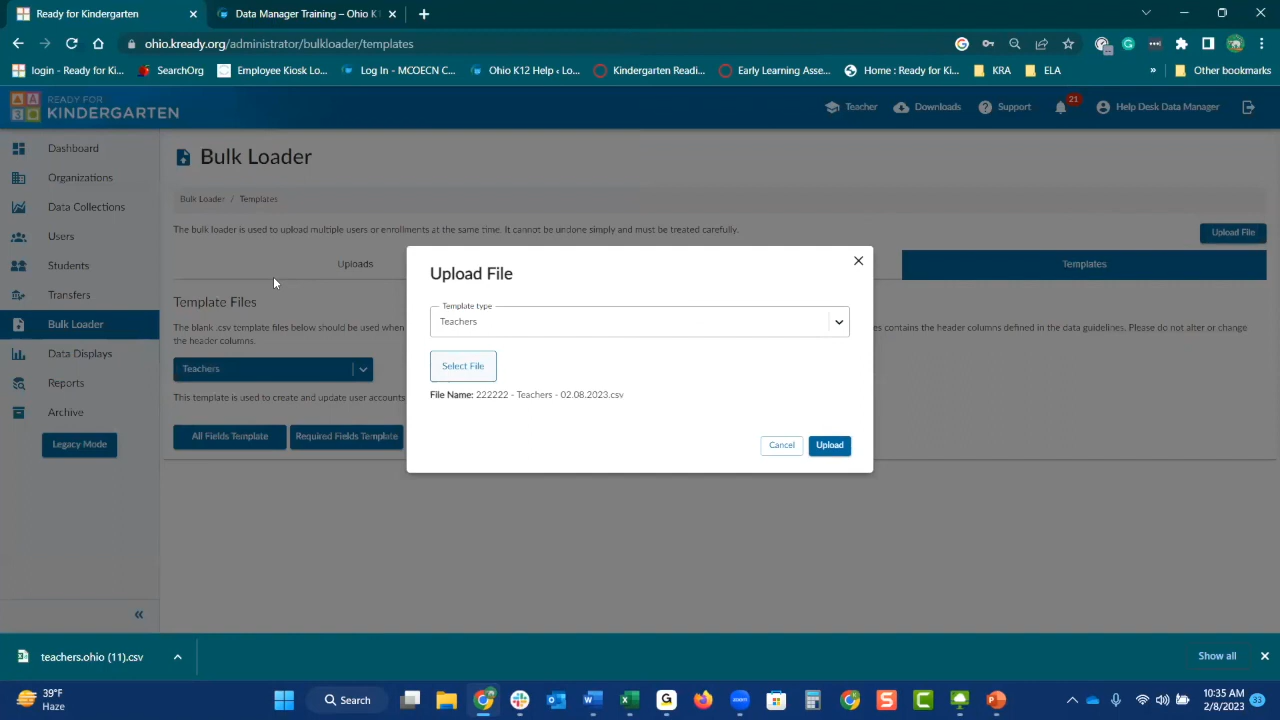 Ready for Kindergarten
Data Manager Training – Ohio K1
ohio.kready.org/administrator/bulkloader/templates
login - Ready for Ki...
SearchOrg
Employee Kiosk Lo...
Log In - MCOECN C...
Ohio K12 Help ‹ Lo...
Kindergarten Readi...
Early Learning Asse...
Home : Ready for Ki...
KRA
ELA
»
Other bookmarks
READY FOR
KINDERGARTEN
Teacher
Downloads
Support
21
Help Desk Data Manager
Dashboard
Organizations
Data Collections
Users
Students
Transfers
Bulk Loader
Data Displays
Reports
Archive
Legacy Mode
«
Bulk Loader
Bulk Loader / Templates
The bulk loader is used to upload multiple users or enrollments at the same time. It cannot be undone simply and must be treated carefully.
Upload File
Uploads
Templates
Template Files
The blank .csv template files below should be used when
es contains the header columns defined in the data guidelines. Please do not alter or change
the header columns.
Teachers
This template is used to create and update user accounts
All Fields Template
Required Fields Template
Upload File
Template type
Teachers
Select File
File Name: 222222 - Teachers - 02.08.2023.csv
Cancel
Upload
teachers.ohio (11).csv
Show all
39°F
Haze
Search
10:35 AM
2/8/2023
33